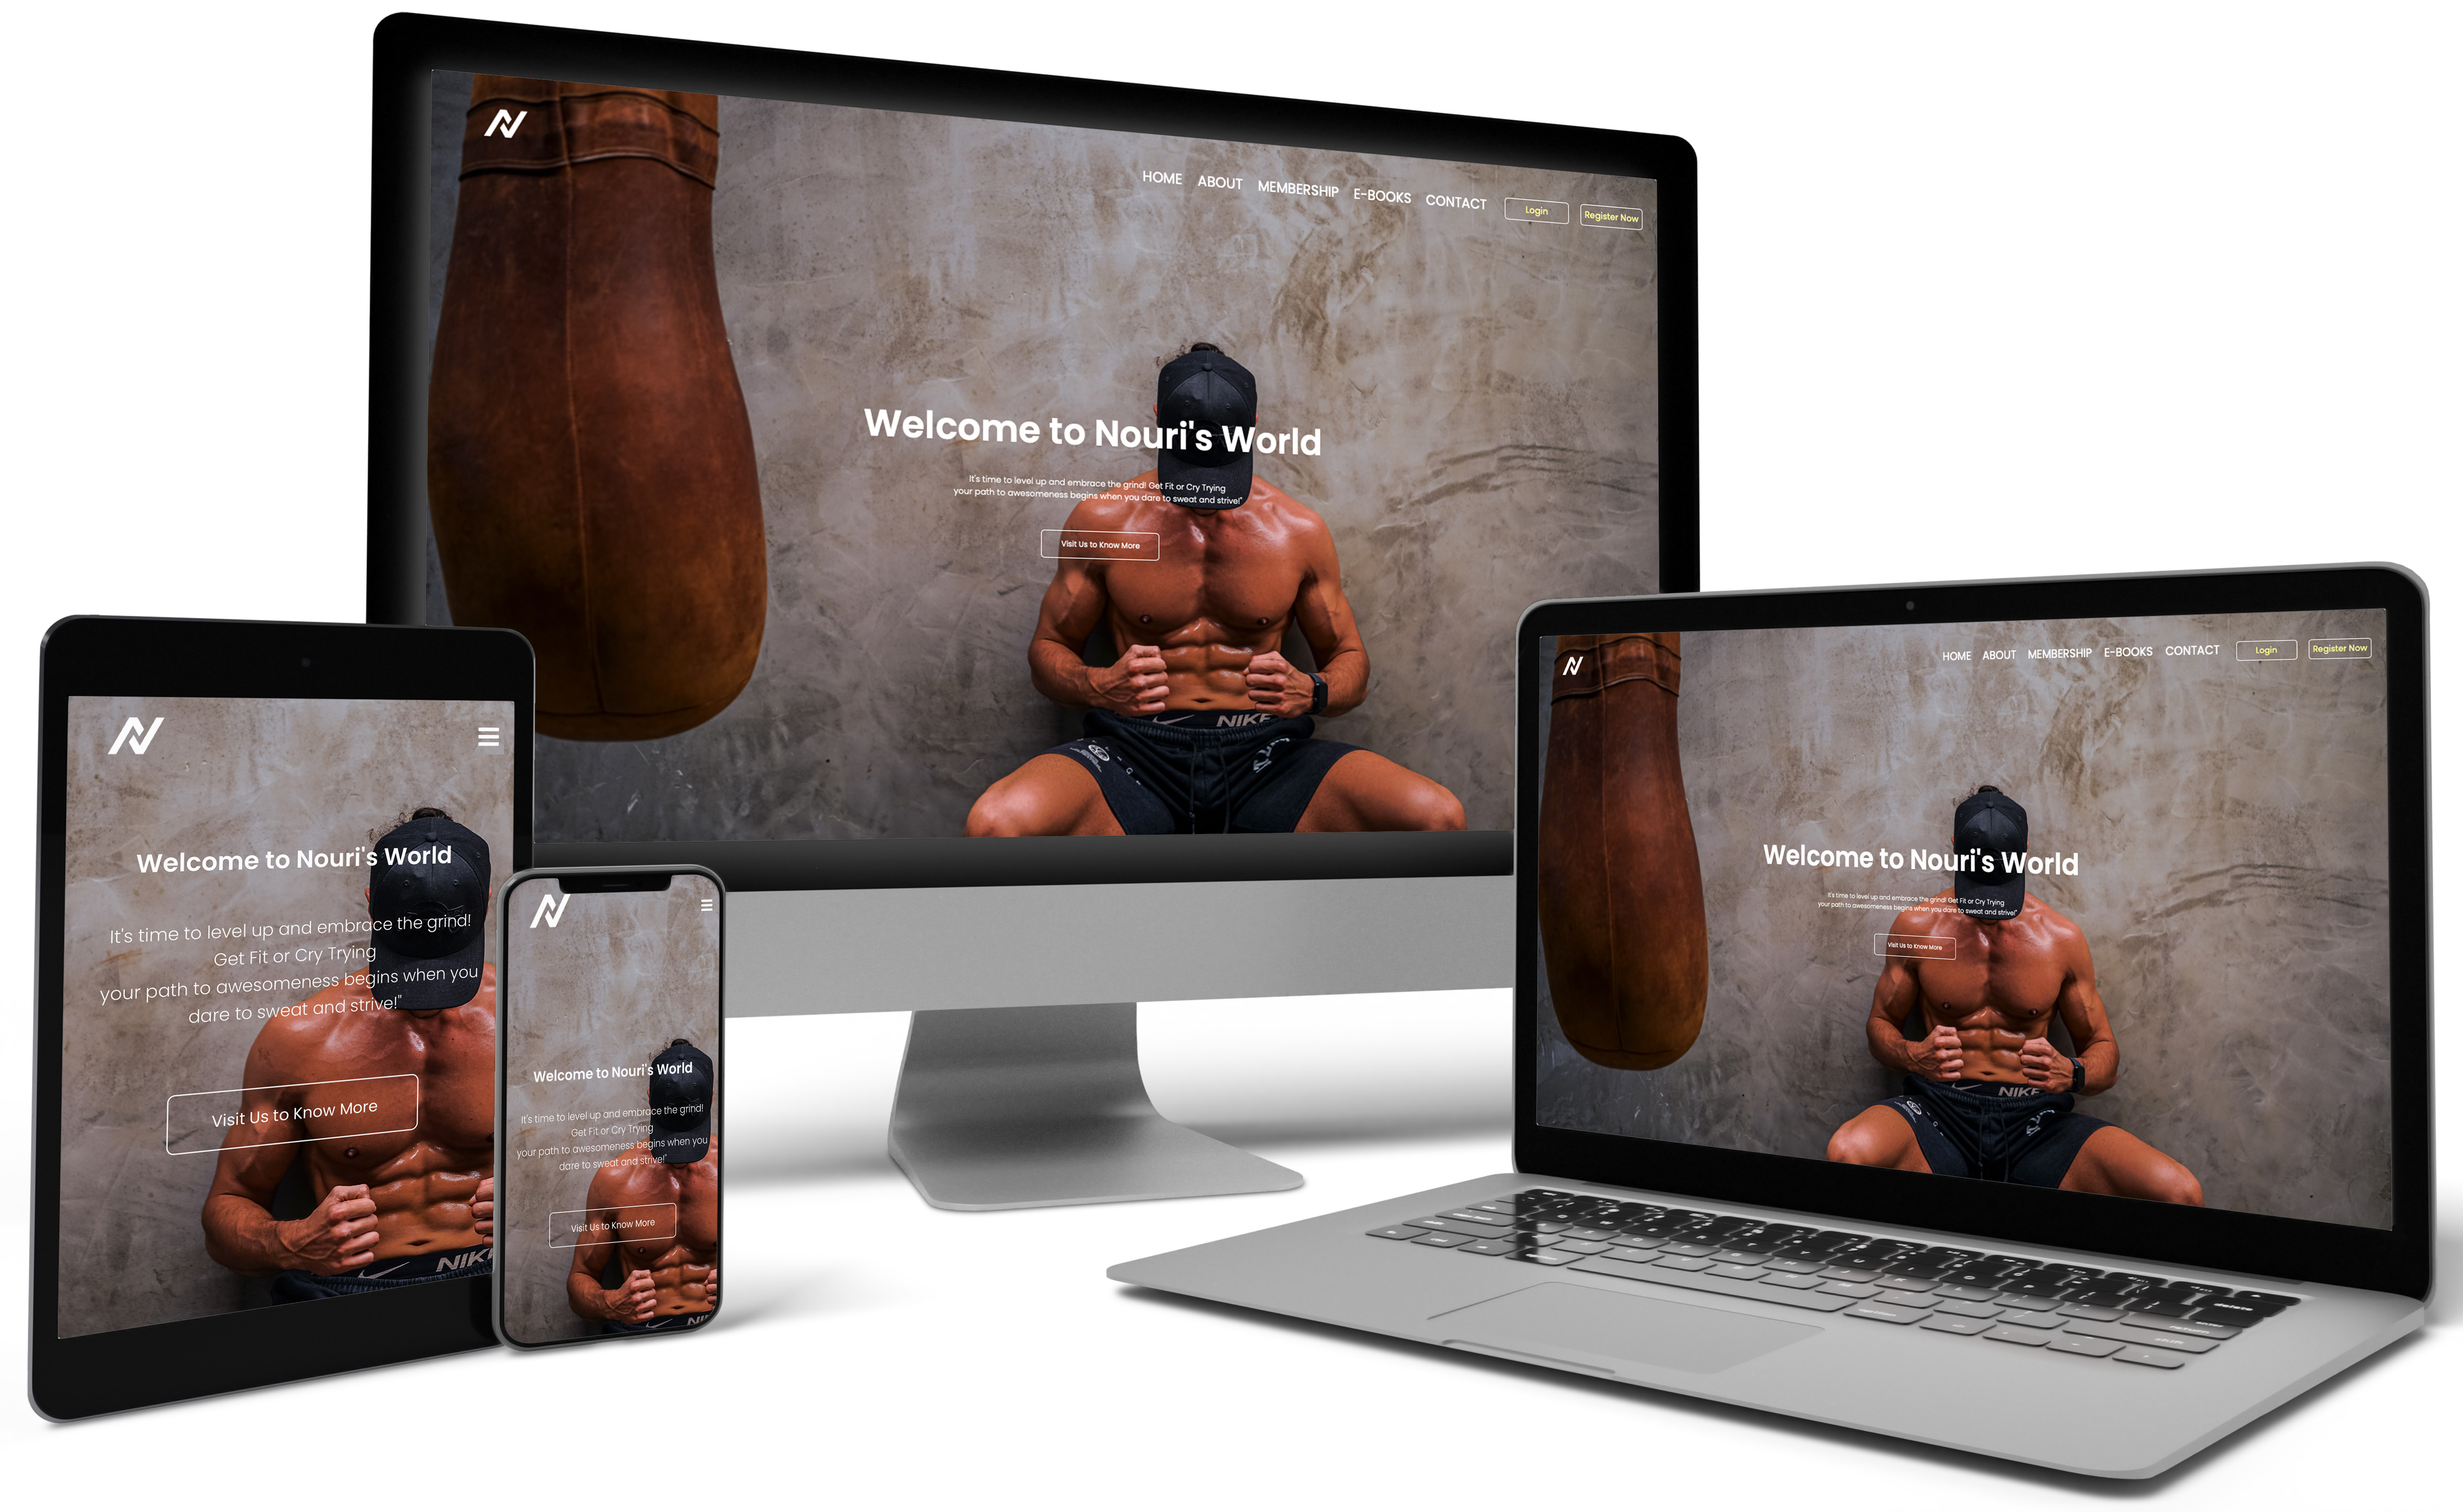 HOME ABOUT MEMBERSHIP E-BOOKS CONTACT Login Register Now
Welcome to Nouri's World
It's time to level up and embrace the grind! Get Fit or Cry Trying
your path to awesomeness begins when you dare to sweat and strive!"
Visit Us to Know More
NIKE
Welcome to Nouri's World
It's time to level up and embrace the grind!
Get Fit or Cry Trying
your path to awesomeness begins when you
dare to sweat and strive!"
Visit Us to Know More
NIK
Welcome to Nouri's World
It's time to level up and embrace the grind!
Get Fit or Cry Trying
your path to awesomeness begins when you
dare to sweat and strive!"
Visit Us to Know More
NI
HOME ABOUT MEMBERSHIP E-BOOKS CONTACT Login Register Now
Welcome to Nouri's World
It's time to level up and embrace the grind! Get Fit or Cry Trying
your path to awesomeness begins when you dare to sweat and strive!"
Visit Us to Know More
NIKE
delete
return
shift